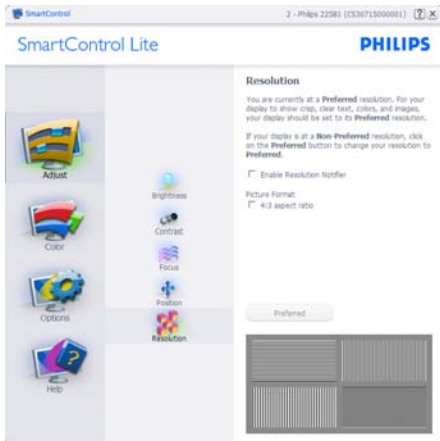 SmartControl
2 - Philips 225B1 (CS30715000001)
SmartControl Lite
PHILIPS
Adjust
Color
Options
Help
Brightness
Contrast
Focus
Position
Resolution
Resolution
You are currently at a Preferred resolution. For your
display to show crisp, clear text, colors, and images,
your display should be set to its Preferred resolution.
If your display is at a Non-Preferred resolution, click
on the Preferred button to change your resolution to
Preferred.
Enable Resolution Notifier
Picture Format
4:3 aspect ratio
Preferred